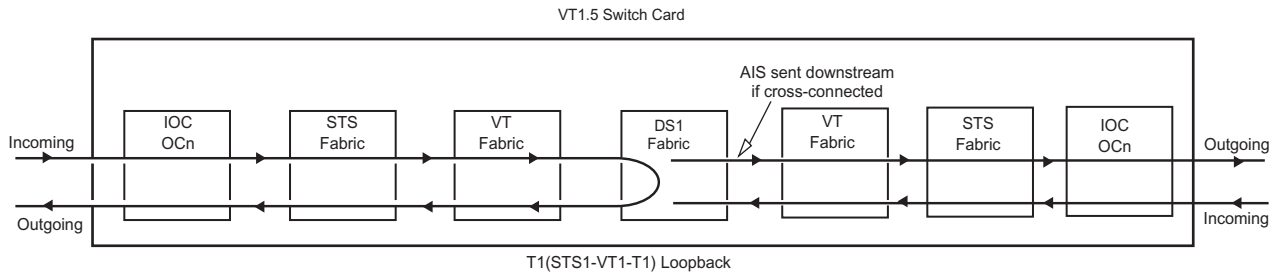 VT1.5 Switch Card
AIS sent downstream
if cross-connected
IOC
OCn
STS
Fabric
VT
Fabric
DS1
Fabric
VT
Fabric
STS
Fabric
IOC
OCn
Incoming
Outgoing
Outgoing
Incoming
T1(STS1-VT1-T1) Loopback